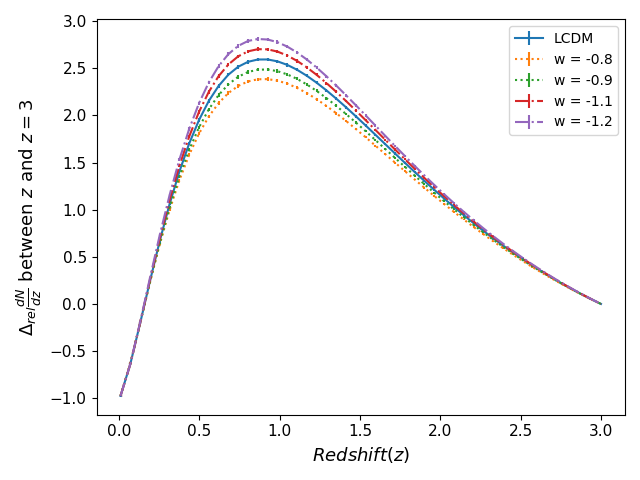 3.0
2.5
2.0
1.5
1.0
0.5
0.0
−0.5
−1.0
Δrel dN/dz between z and z = 3
LCDM
w = -0.8
w = -0.9
w = -1.1
w = -1.2
0.0 0.5 1.0 1.5 2.0 2.5 3.0
Redshift(z)